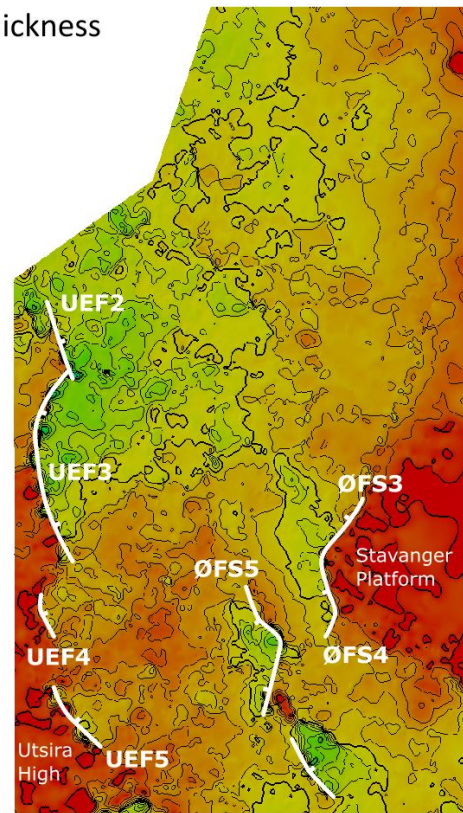 ickness
UEF2
UEF3
ØFS3
Stavanger
Platform
ØFS5
ØFS4
UEF4
Utsira
High
UEF5